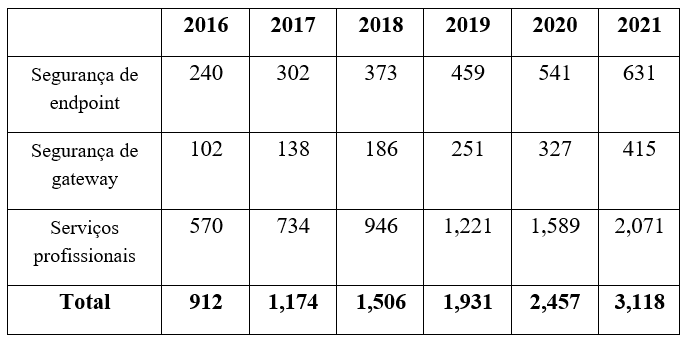 2016 2017 2018 2019 2020 2021
Segurança de
endpoint
240 302 373 459 541 631
Segurança de
gateway
102 138 186 251 327 415
Serviços
profissionais
570 734 946 1,221 1,589 2,071
Total 912 1,174 1,506 1,931 2,457 3,118